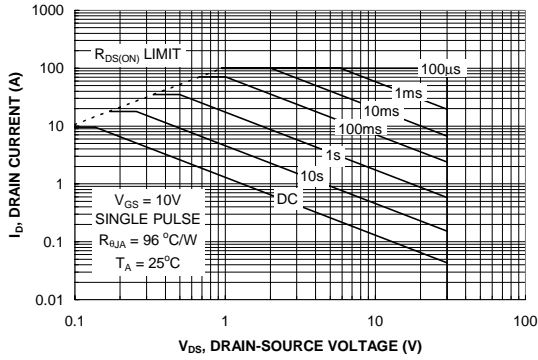 1000
100
10
1
0.1
0.01
I_D, DRAIN CURRENT (A)
R_DS(ON) LIMIT
100µs
1ms
10ms
100ms
1s
10s
DC
V_GS = 10V
SINGLE PULSE
R_θJA = 96 °C/W
T_A = 25°C
0.1
1
10
100
V_DS, DRAIN-SOURCE VOLTAGE (V)